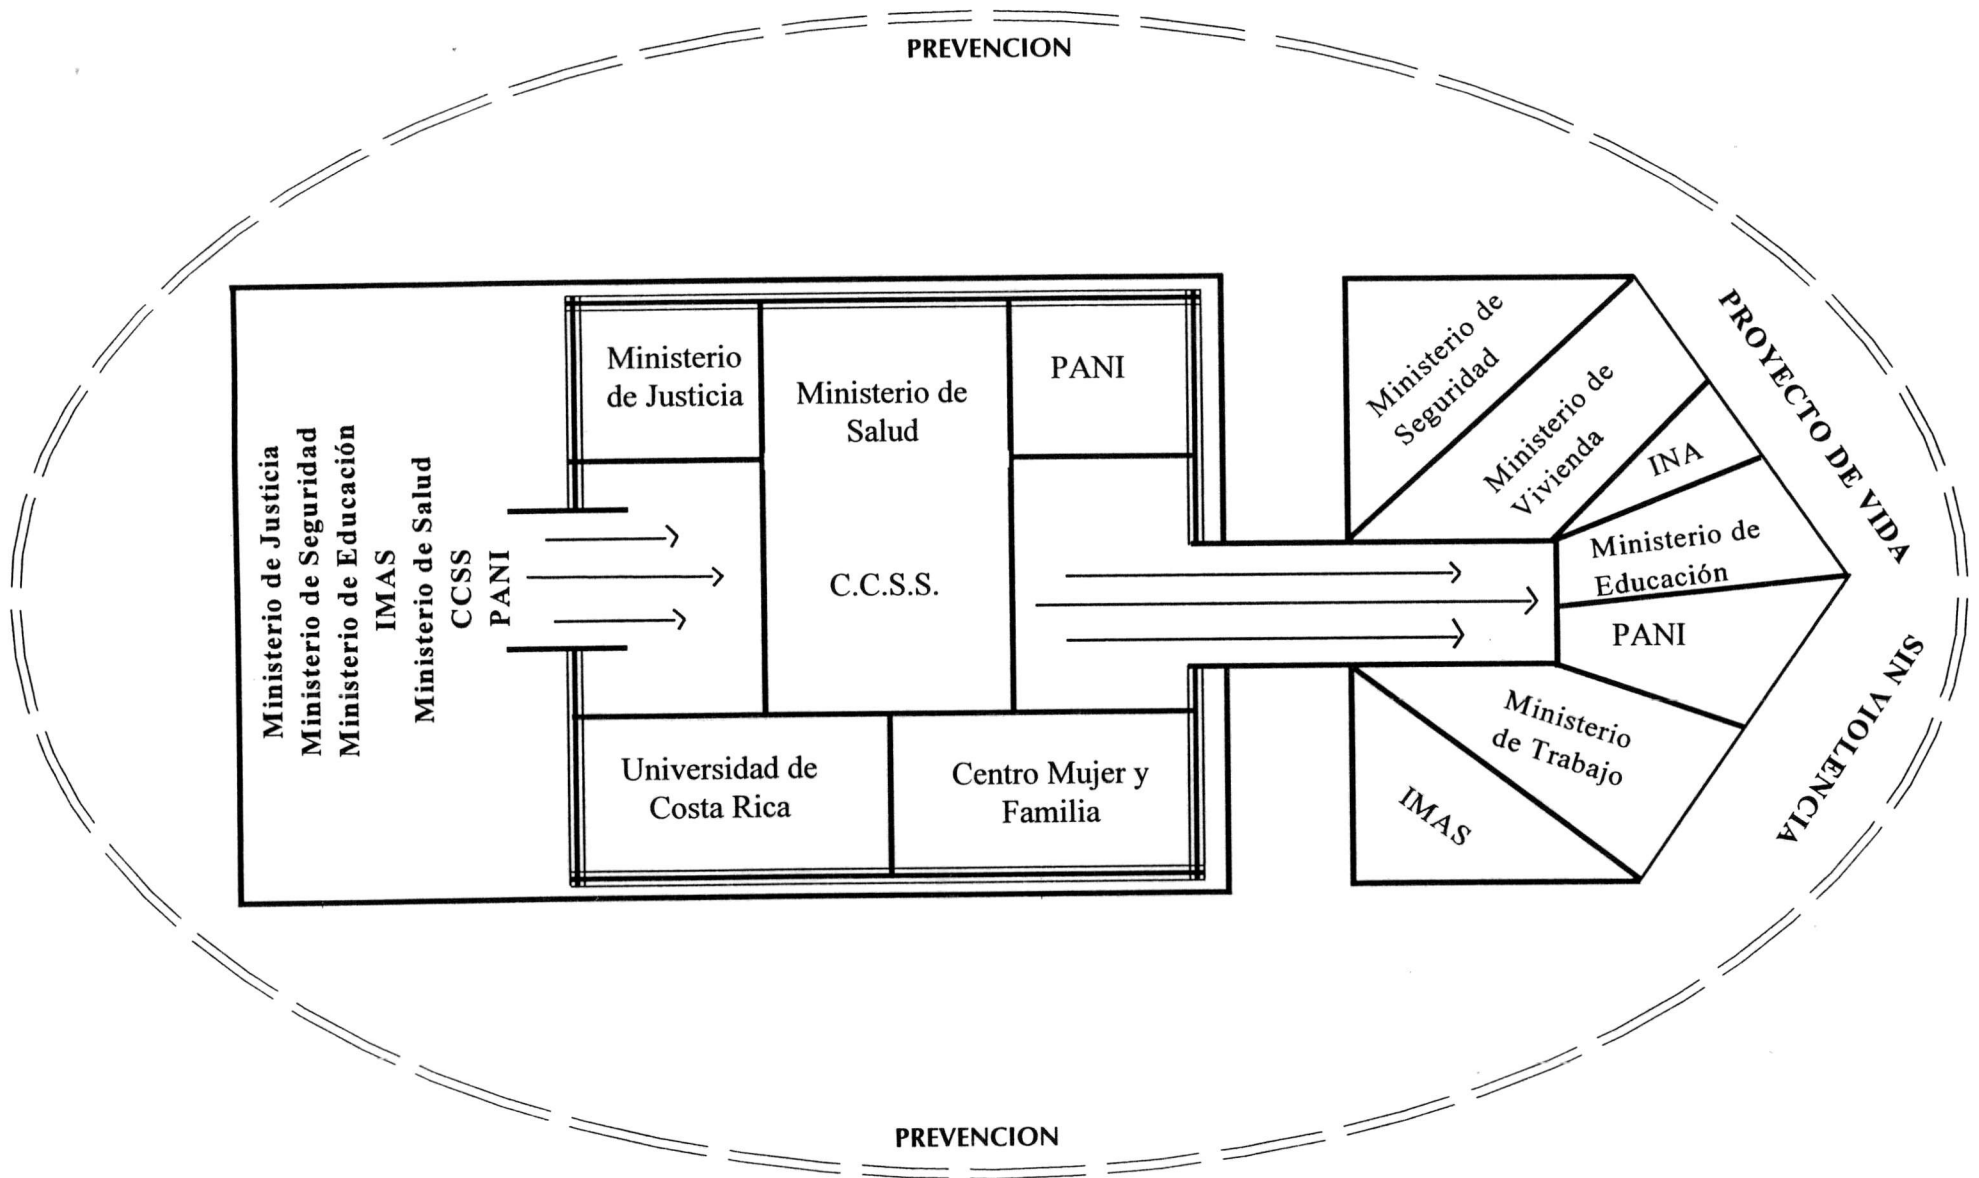 PREVENCION
Ministerio de Justicia
Ministerio de Seguridad
Ministerio de Educación
IMAS
Ministerio de Salud
CCSS
PANI
Ministerio
de Justicia
Ministerio de
Salud
C.C.S.S.
PANI
Universidad de
Costa Rica
Centro Mujer y
Familia
Ministerio de
Seguridad
Ministerio de
Vivienda
INA
Ministerio de
Educación
PANI
Ministerio
de Trabajo
IMAS
PROYECTO DE VIDA
SIN VIOLENCIA
PREVENCION